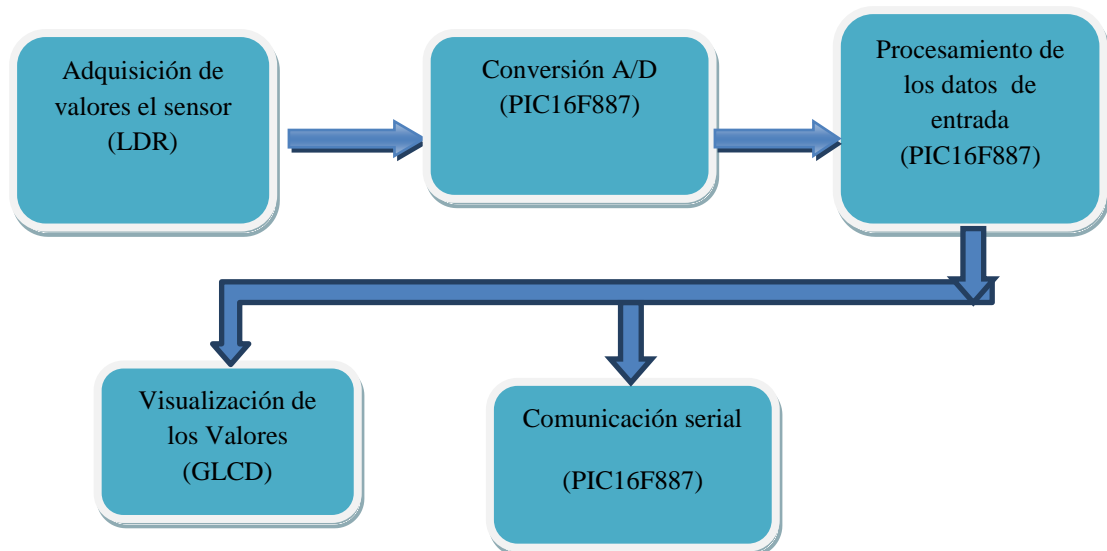 Adquisición de
valores el sensor
(LDR)
Conversión A/D
(PIC16F887)
Procesamiento de
los datos de
entrada
(PIC16F887)
Visualización de
los Valores
(GLCD)
Comunicación serial
(PIC16F887)